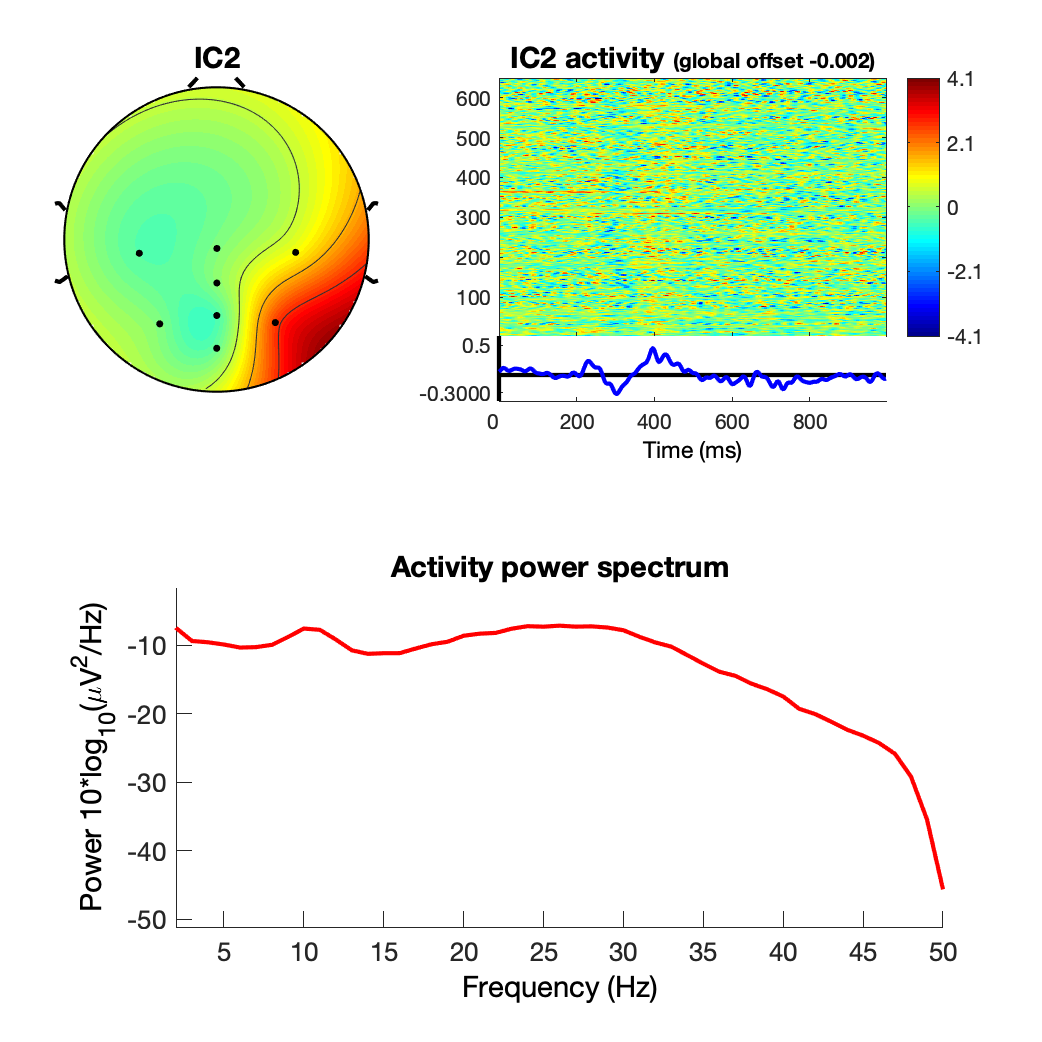 IC2
IC2 activity (global offset -0.002)
600
500
400
300
200
100
4.1
2.1
0
-2.1
-4.1
0.5
-0.3000
0 200 400 600 800
Time (ms)
Activity power spectrum
Power 10*log10(μV2/Hz)
-10
-20
-30
-40
-50
5 10 15 20 25 30 35 40 45 50
Frequency (Hz)